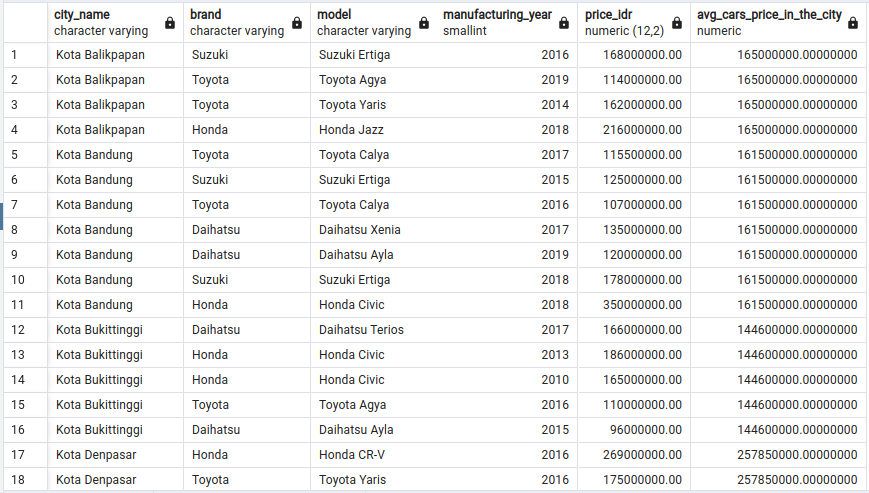 city_name brand model manufacturing_year price_idr avg_cars_price_in_the_city
character varying character varying character varying smallint numeric (12,2) numeric
1 Kota Balikpapan Suzuki Suzuki Ertiga 2016 168000000.00 165000000.00000000
2 Kota Balikpapan Toyota Toyota Agya 2019 114000000.00 165000000.00000000
3 Kota Balikpapan Toyota Toyota Yaris 2014 162000000.00 165000000.00000000
4 Kota Balikpapan Honda Honda Jazz 2018 216000000.00 165000000.00000000
5 Kota Bandung Toyota Toyota Calya 2017 115500000.00 161500000.00000000
6 Kota Bandung Suzuki Suzuki Ertiga 2015 125000000.00 161500000.00000000
7 Kota Bandung Toyota Toyota Calya 2016 107000000.00 161500000.00000000
8 Kota Bandung Daihatsu Daihatsu Xenia 2017 135000000.00 161500000.00000000
9 Kota Bandung Daihatsu Daihatsu Ayla 2019 120000000.00 161500000.00000000
10 Kota Bandung Suzuki Suzuki Ertiga 2018 178000000.00 161500000.00000000
11 Kota Bandung Honda Honda Civic 2018 350000000.00 161500000.00000000
12 Kota Bukittinggi Daihatsu Daihatsu Terios 2017 166000000.00 144600000.00000000
13 Kota Bukittinggi Honda Honda Civic 2013 186000000.00 144600000.00000000
14 Kota Bukittinggi Honda Honda Civic 2010 165000000.00 144600000.00000000
15 Kota Bukittinggi Toyota Toyota Agya 2016 110000000.00 144600000.00000000
16 Kota Bukittinggi Daihatsu Daihatsu Ayla 2015 96000000.00 144600000.00000000
17 Kota Denpasar Honda Honda CR-V 2016 269000000.00 257850000.00000000
18 Kota Denpasar Toyota Toyota Yaris 2016 175000000.00 257850000.00000000